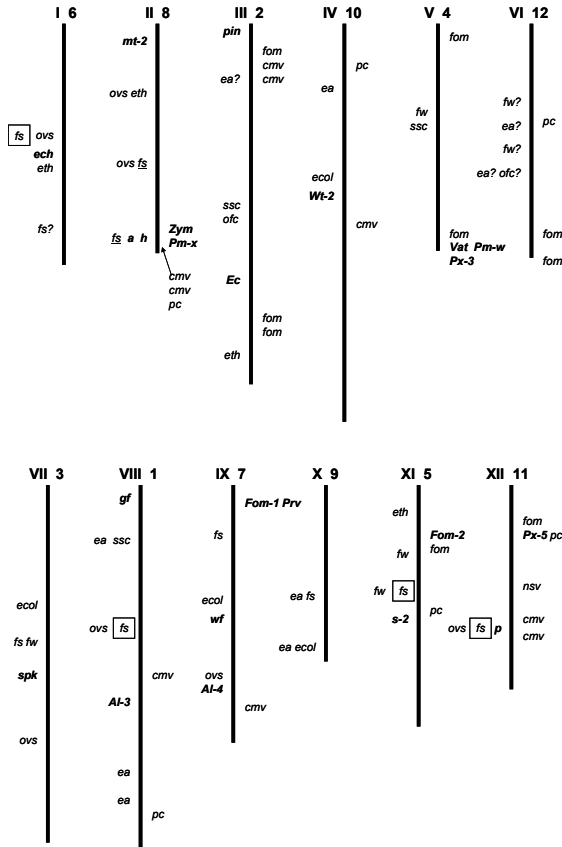 I 6
fs ovs
ech
eth
fs?
II 8
mt-2
ovs eth
ovs fs
fs a h
Zym
Pm-x
cmv
cmv
pc
III 2
pin
fom
cmv
ea? cmv
ssc
ofc
Ec
fom
fom
eth
IV 10
pc
ea
ecol
Wt-2
cmv
V 4
fom
fw
ssc
fom
Vat Pm-w
Px-3
VI 12
fw?
pc
ea?
fw?
ea? ofc?
fom
fom
VII 3
ecol
fs fw
spk
ovs
VIII 1
gf
ea ssc
ovs fs
cmv
Al-3
ea
ea
pc
IX 7
Fom-1 Prv
fs
ecol
wf
ovs
Al-4
cmv
X 9
ea fs
ea ecol
XI 5
eth
Fom-2
fw fom
fw fs
pc
s-2
XII 11
fom
Px-5 pc
nsv
cmv
ovs fs p
cmv